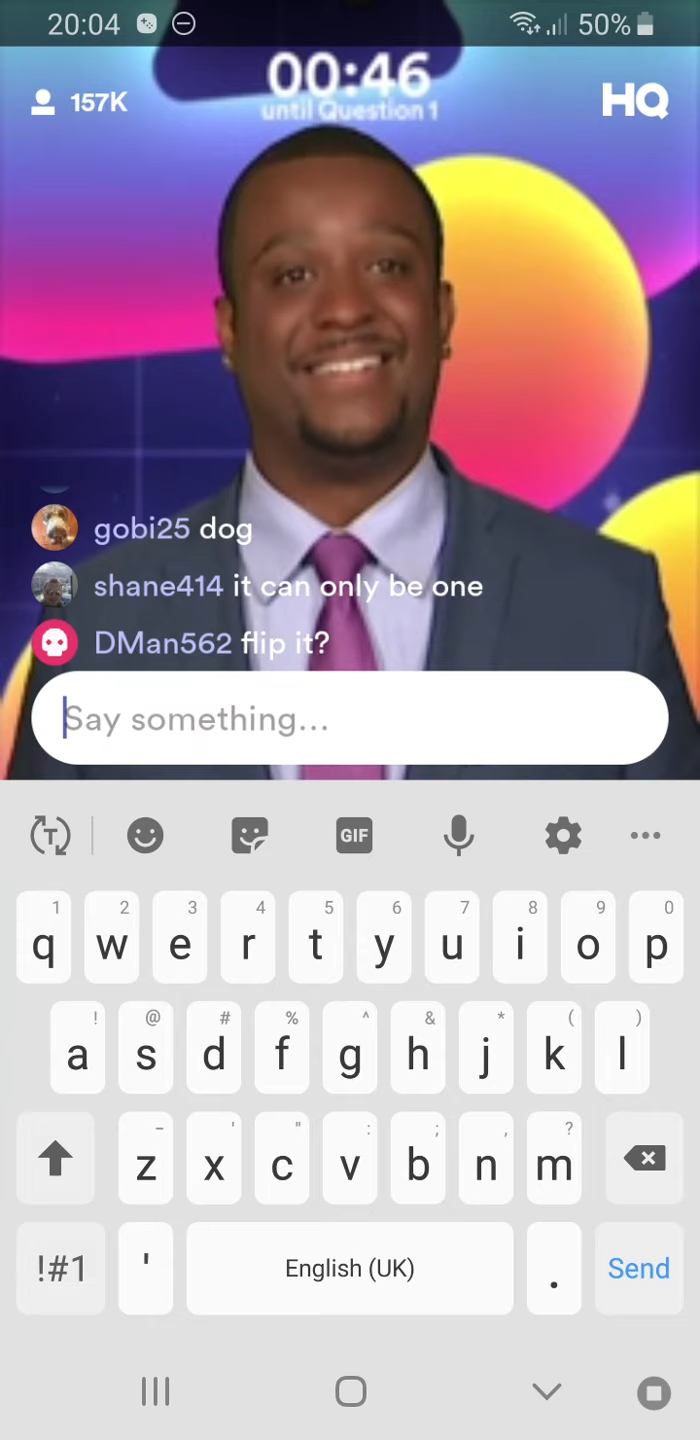 20:04 50%
157K 00:46 HQ
until Question 1
gobi25 dog
shane414 it can only be one
DMan562 flip it?
Say something...
T GIF ...
1 2 3 4 5 6 7 8 9 0
q w e r t y u i o p
! @ # % ^ & * ( )
a s d f g h j k l
- ' " : ; , ?
z x c v b n m
!#1 ' English (UK) . Send